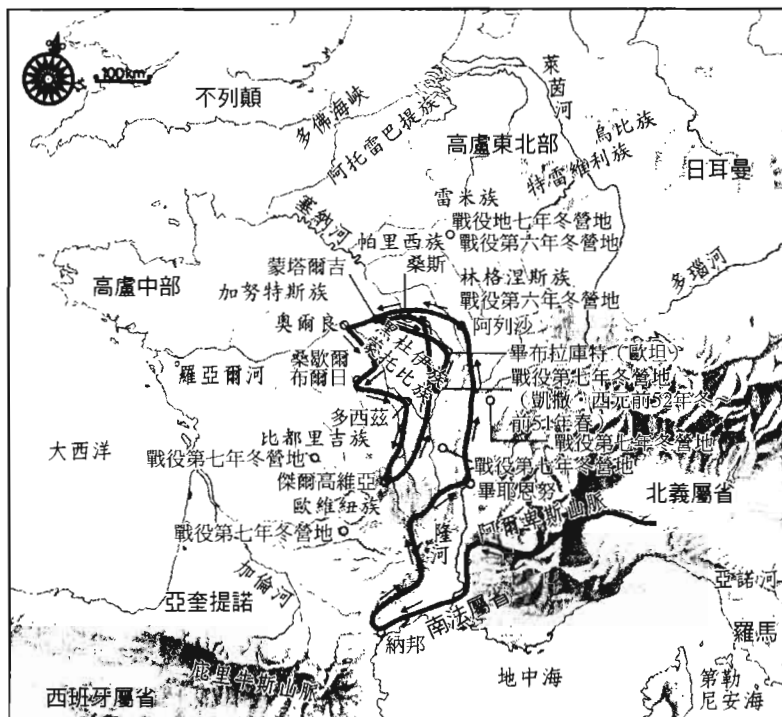 100km
不列顛
多佛海峽
萊茵河
阿托雷巴提族
高盧東北部
烏比族
特雷維利族
日耳曼
雷米族
塞納河
戰役地七年冬營地
戰役第六年冬營地
帕里西族
桑斯
多瑙河
蒙塔爾吉
林格涅斯族
高盧中部
加努特斯族
戰役第六年冬營地
奧爾良
阿列沙
畢布拉庫特（歐坦）
桑歇爾
羅亞爾河
布爾日
戰役第七年冬營地
（凱撒・西元前52年冬～
前51年春）
多西茲
大西洋
比都里吉族
戰役第七年冬營地
戰役第七年冬營地
戰役第七年冬營地
傑爾高維亞
畢耶恩努
北義屬省
歐維紐族
阿爾卑斯山脈
戰役第七年冬營地
隆河
加倫河
亞諾河
亞奎提諾
南法屬省
羅馬
納邦
庇里牛斯山脈
地中海
第勒
尼安海
西班牙屬省